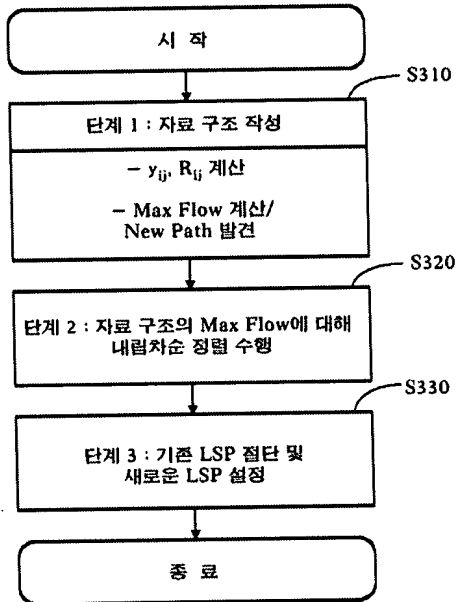 시 작
S310
단계 1 : 자료 구조 작성
– y_ij, R_ij 계산
– Max Flow 계산/
New Path 발견
S320
단계 2 : 자료 구조의 Max Flow에 대해
내림차순 정렬 수행
S330
단계 3 : 기존 LSP 절단 및
새로운 LSP 설정
종 료